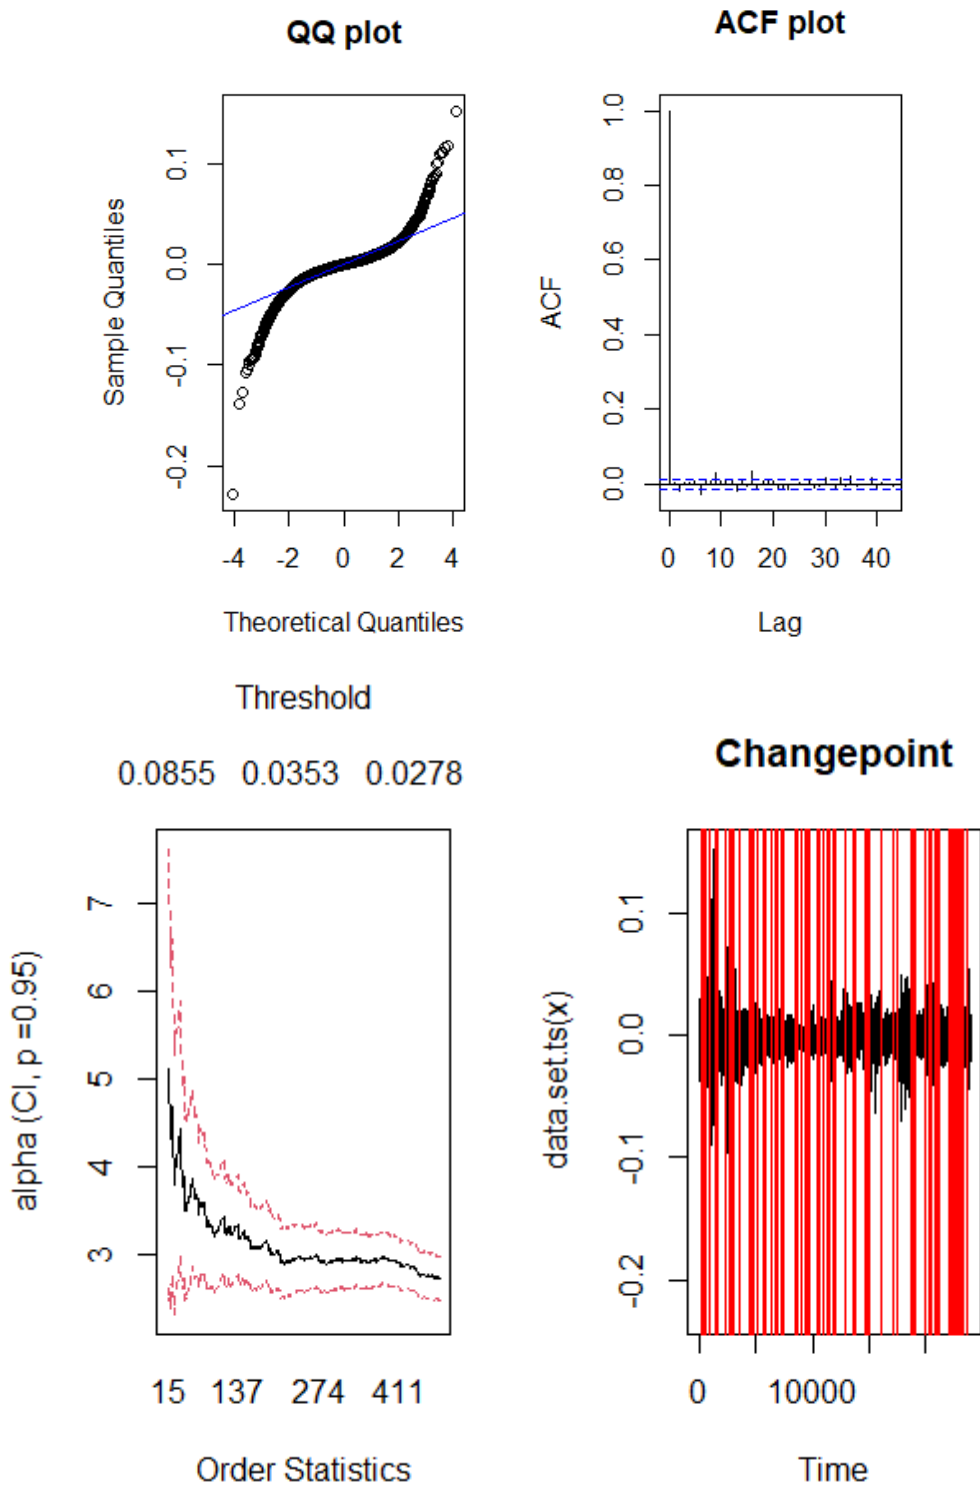 QQ plot
Sample Quantiles
0.1
0.0
-0.1
-0.2
-4 -2 0 2 4
Theoretical Quantiles
ACF plot
ACF
1.0
0.8
0.6
0.4
0.2
0.0
0 10 20 30 40
Lag
Threshold
0.0855 0.0353 0.0278
alpha (CI, p =0.95)
7
6
5
4
3
15 137 274 411
Order Statistics
Changepoint
data.set.ts(x)
0.1
0.0
-0.1
-0.2
0 10000
Time